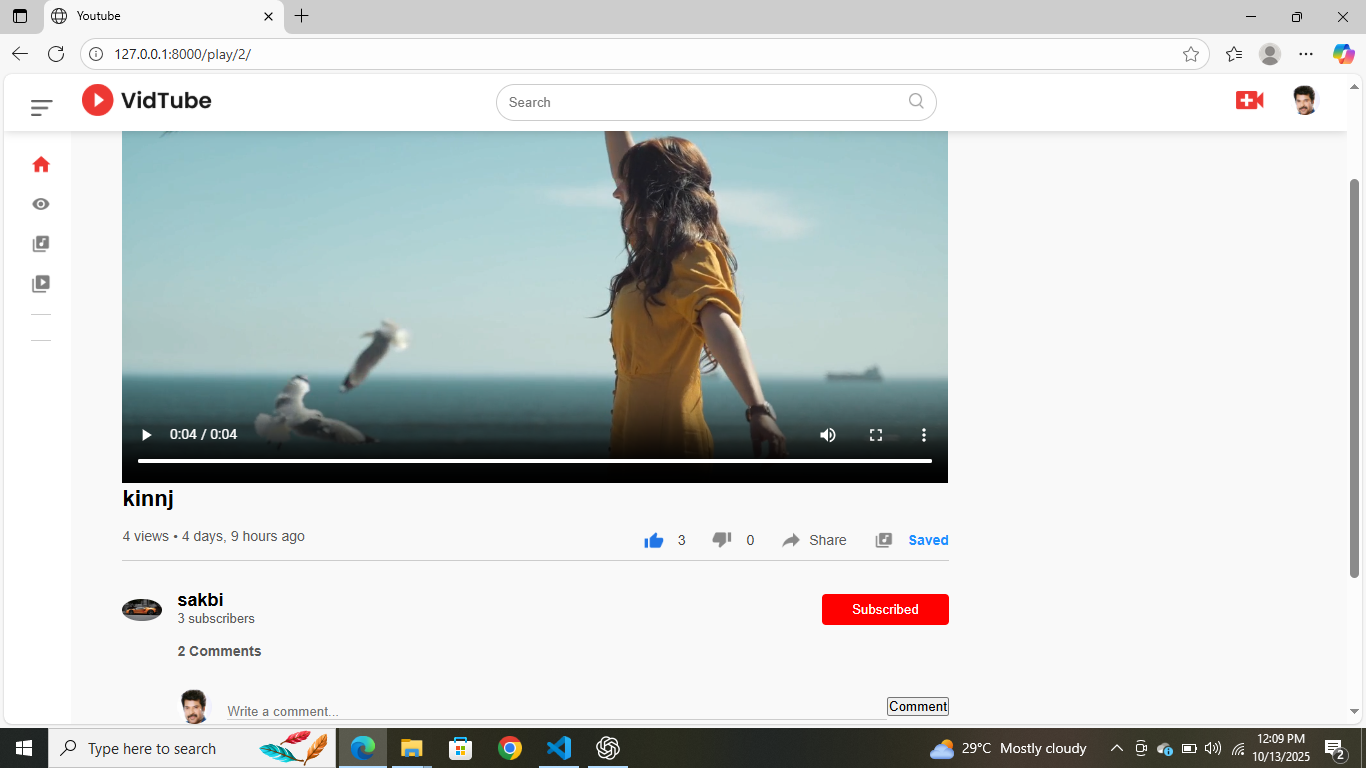 Youtube
127.0.0.1:8000/play/2/
VidTube
Search
0:04 / 0:04
kinnj
4 views • 4 days, 9 hours ago
3
0
Share
Saved
sakbi
3 subscribers
Subscribed
2 Comments
Write a comment...
Comment
Type here to search
29°C Mostly cloudy
12:09 PM
10/13/2025
2